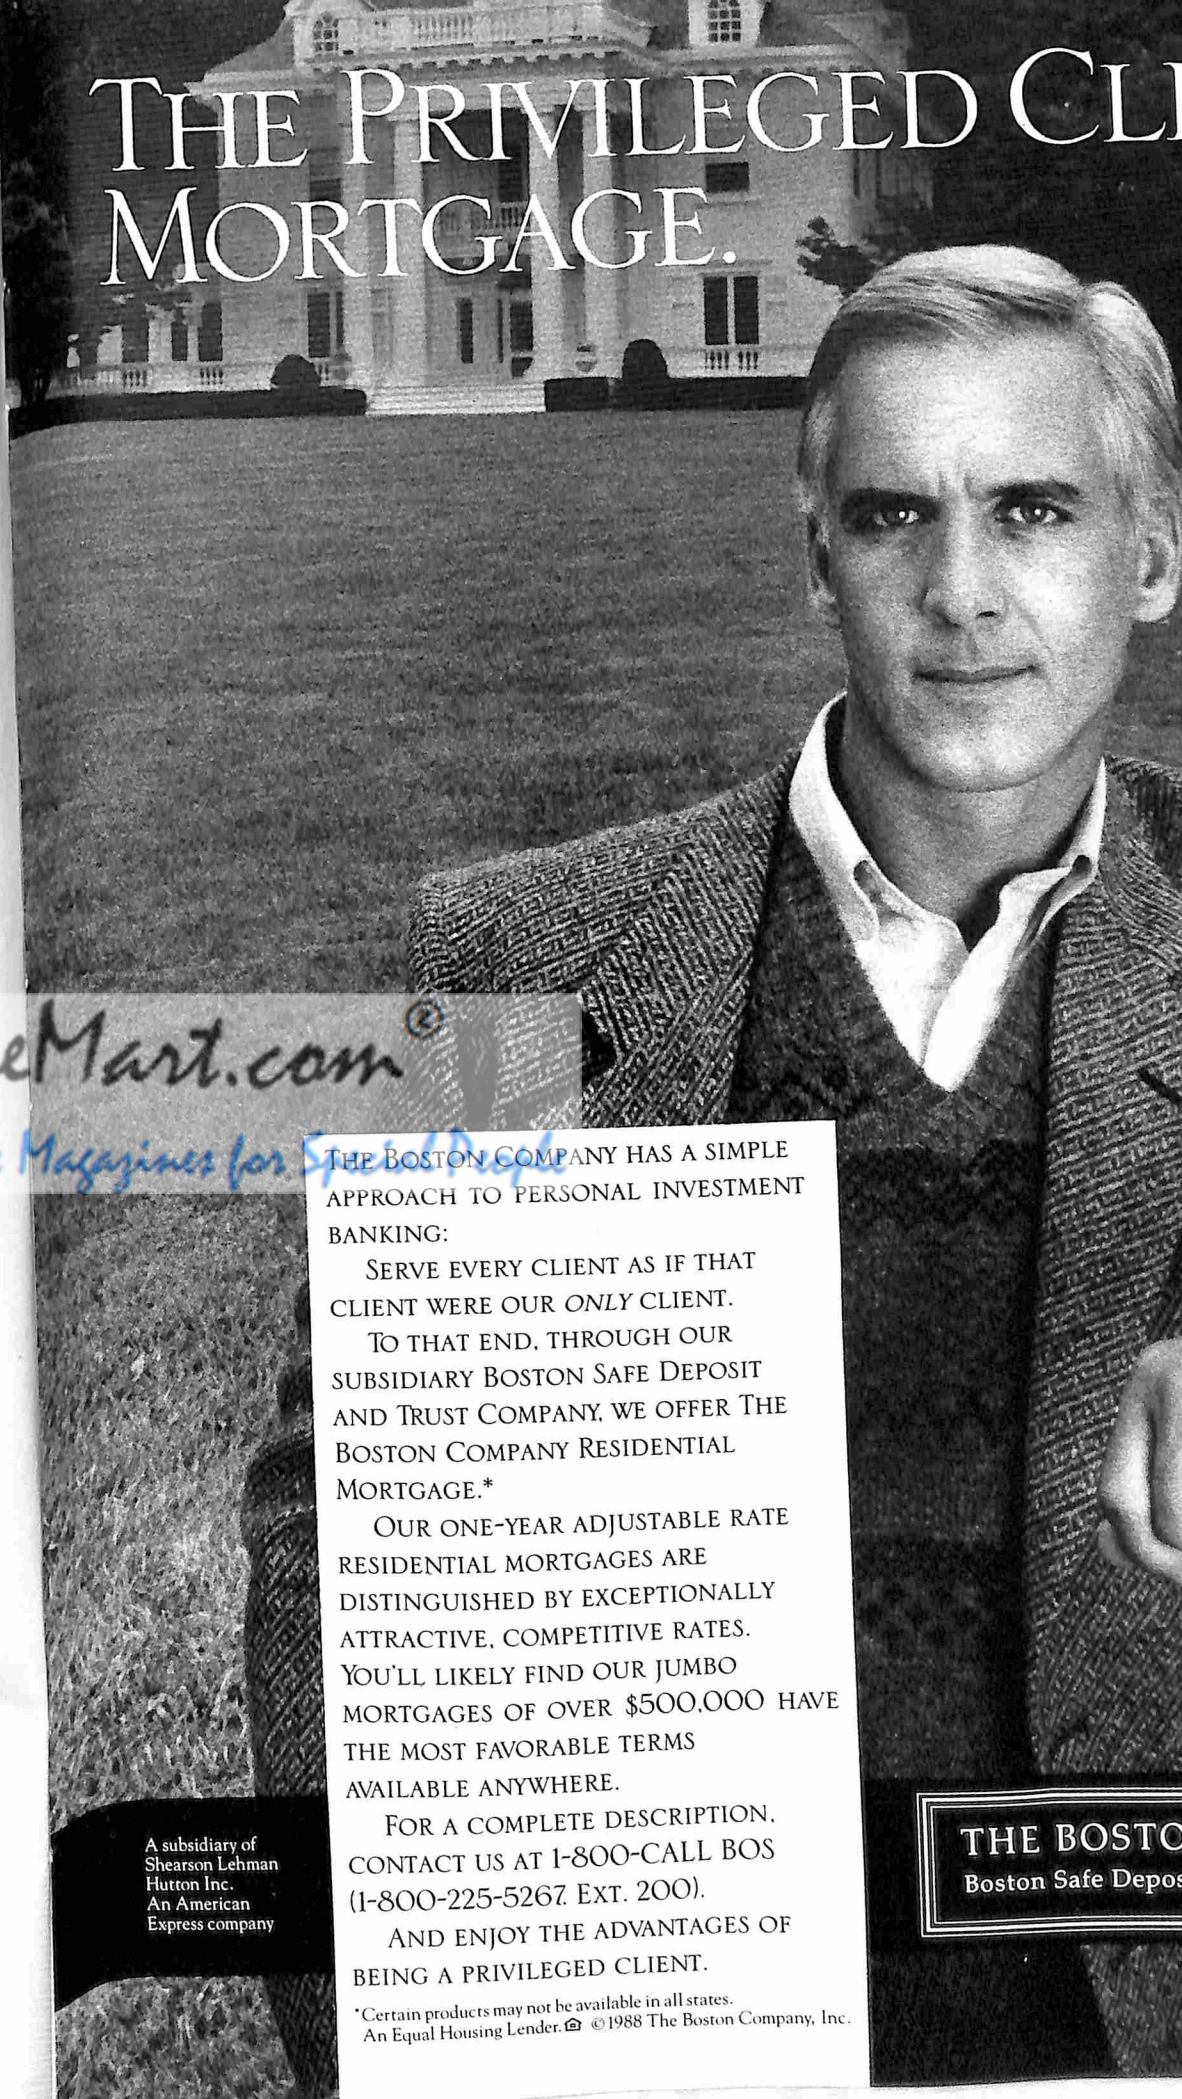 THE PRIVILEGED CLI
MORTGAGE.
eMart.com®
Magazines for Special People
THE BOSTON COMPANY HAS A SIMPLE
APPROACH TO PERSONAL INVESTMENT
BANKING:
SERVE EVERY CLIENT AS IF THAT
CLIENT WERE OUR ONLY CLIENT.
TO THAT END, THROUGH OUR
SUBSIDIARY BOSTON SAFE DEPOSIT
AND TRUST COMPANY, WE OFFER THE
BOSTON COMPANY RESIDENTIAL
MORTGAGE.*
OUR ONE-YEAR ADJUSTABLE RATE
RESIDENTIAL MORTGAGES ARE
DISTINGUISHED BY EXCEPTIONALLY
ATTRACTIVE, COMPETITIVE RATES.
YOU'LL LIKELY FIND OUR JUMBO
MORTGAGES OF OVER $500,000 HAVE
THE MOST FAVORABLE TERMS
AVAILABLE ANYWHERE.
FOR A COMPLETE DESCRIPTION,
CONTACT US AT 1-800-CALL BOS
(1-800-225-5267. EXT. 200).
AND ENJOY THE ADVANTAGES OF
BEING A PRIVILEGED CLIENT.
*Certain products may not be available in all states.
An Equal Housing Lender. ©1988 The Boston Company, Inc.
A subsidiary of
Shearson Lehman
Hutton Inc.
An American
Express company
THE BOSTO
Boston Safe Depos